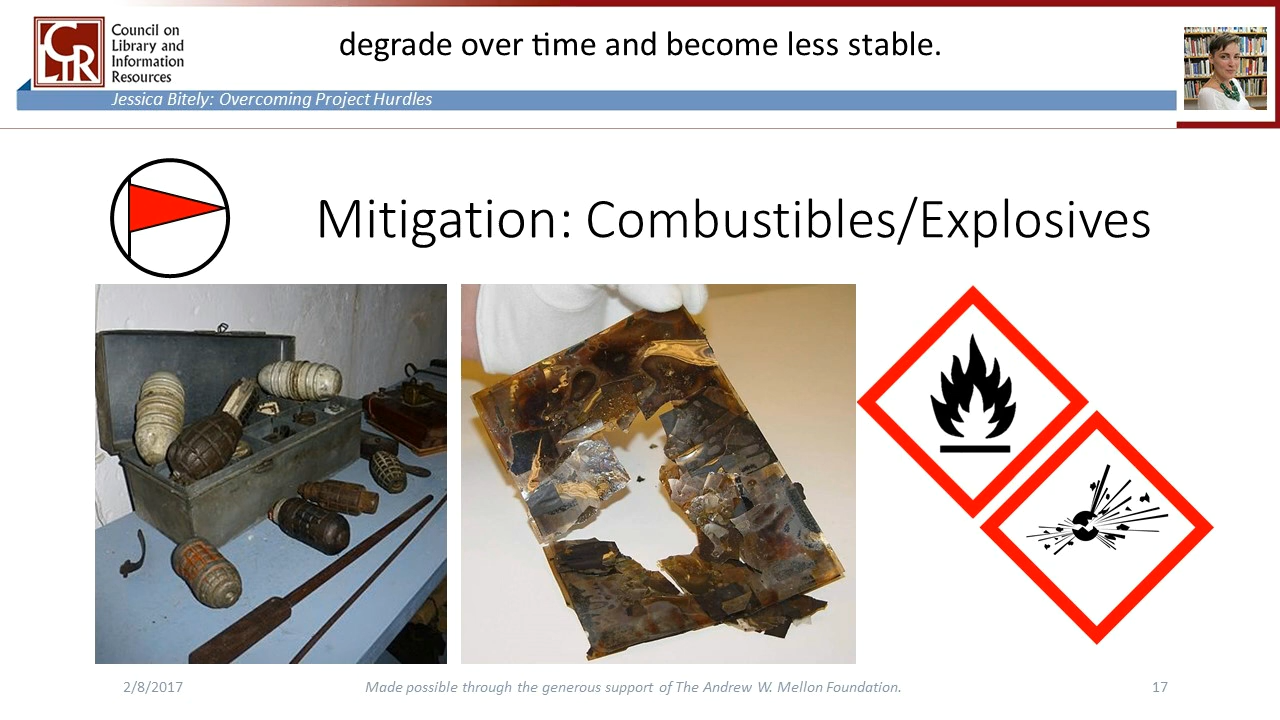 CLIR
Council on
Library and
Information
Resources
degrade over time and become less stable.
Jessica Bitely: Overcoming Project Hurdles
Mitigation: Combustibles/Explosives
2/8/2017
Made possible through the generous support of The Andrew W. Mellon Foundation.
17